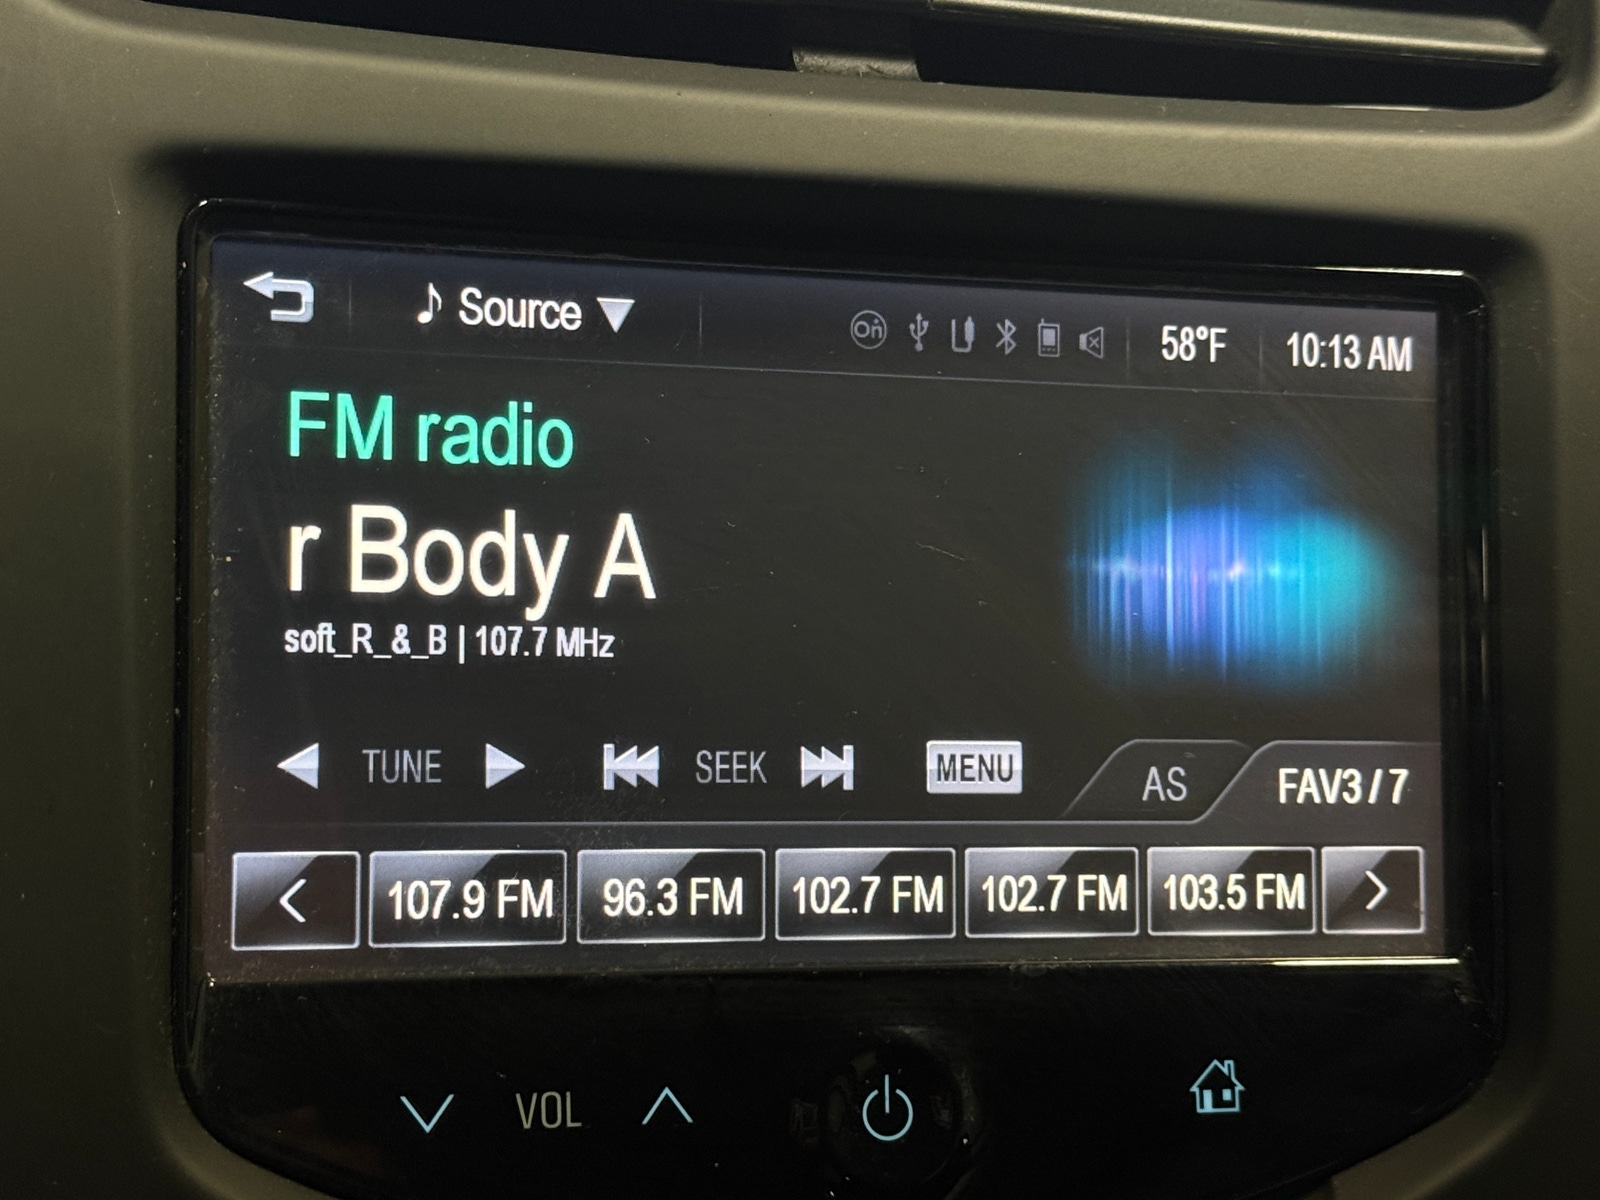 Source
On 58°F 10:13 AM
FM radio
r Body A
soft_R_&_B | 107.7 MHz
TUNE SEEK MENU AS FAV3 / 7
107.9 FM 96.3 FM 102.7 FM 102.7 FM 103.5 FM
VOL